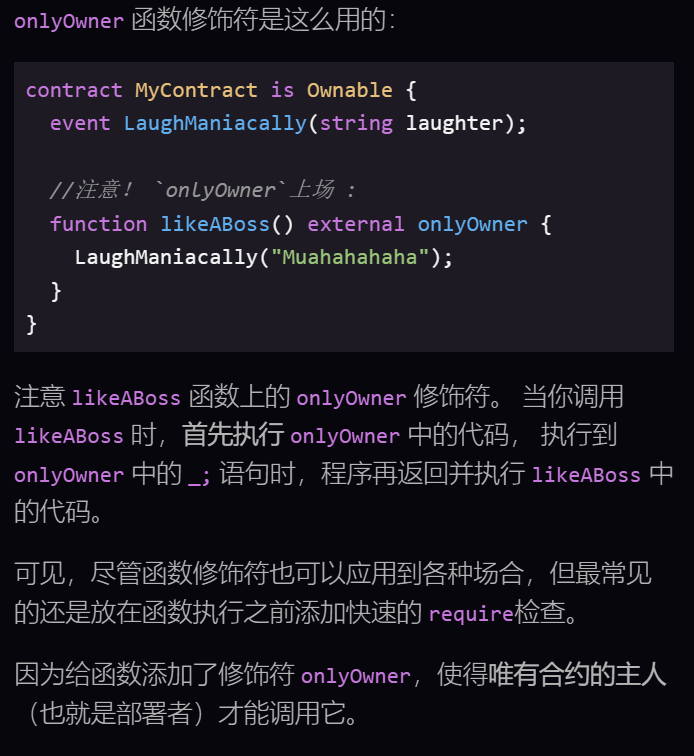 onlyOwner 函数修饰符是这么用的：
contract MyContract is Ownable {
event LaughManiacally(string laughter);
//注意！ `onlyOwner`上场 :
function likeABoss() external onlyOwner {
LaughManiacally("Muahahahaha");
}
}
注意 likeABoss 函数上的 onlyOwner 修饰符。 当你调用
likeABoss 时，首先执行 onlyOwner 中的代码， 执行到
onlyOwner 中的 _; 语句时，程序再返回并执行 likeABoss 中
的代码。
可见，尽管函数修饰符也可以应用到各种场合，但最常见
的还是放在函数执行之前添加快速的 require检查。
因为给函数添加了修饰符 onlyOwner，使得唯有合约的主人
（也就是部署者）才能调用它。